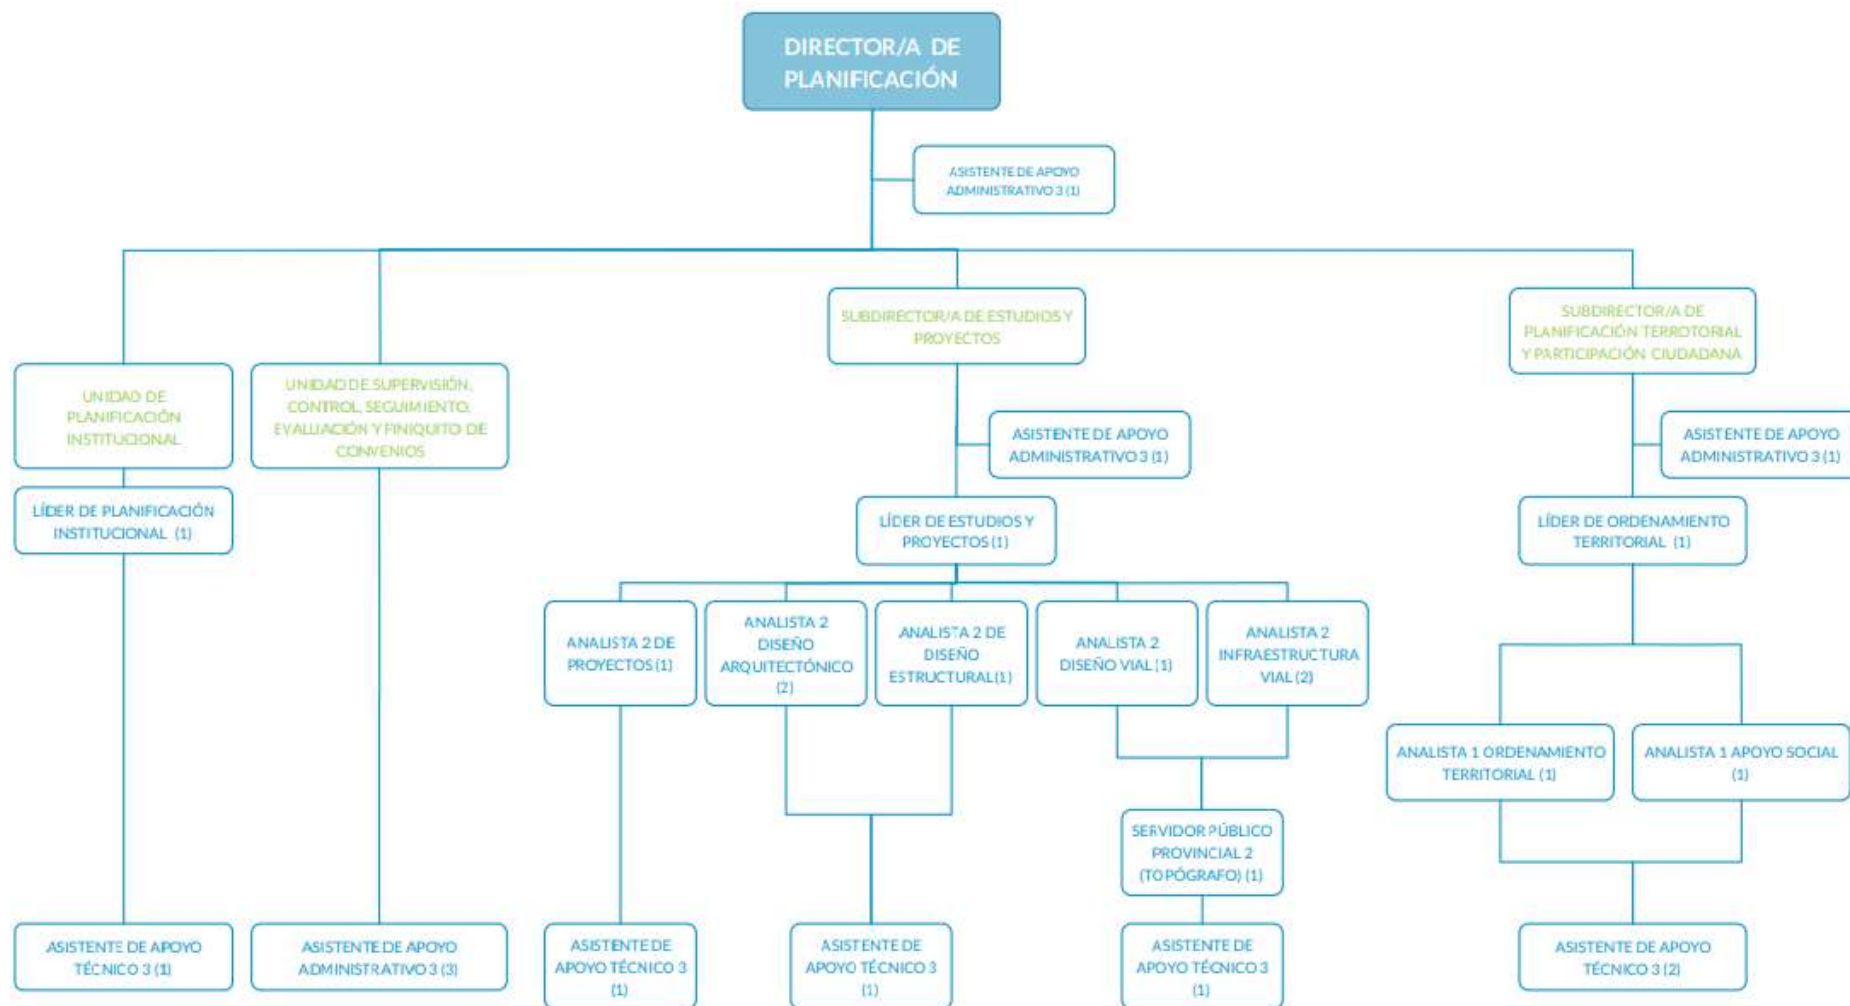 DIRECTOR/A DE
PLANIFICACIÓN
ASISTENTE DE APOYO
ADMINISTRATIVO 3 (1)
SUBDIRECTOR/A DE ESTUDIOS Y
PROYECTOS
SUBDIRECTOR/A DE
PLANIFICACIÓN TERROTORIAL
Y PARTICIPACIÓN CIUDADANA
UNIDAD DE
PLANIFICACIÓN
INSTITUCIONAL
UNIDAD DE SUPERVISIÓN,
CONTROL, SEGUIMIENTO,
EVALUACIÓN Y FINIQUITO DE
CONVENIOS
ASISTENTE DE APOYO
ADMINISTRATIVO 3 (1)
ASISTENTE DE APOYO
ADMINISTRATIVO 3 (1)
LÍDER DE PLANIFICACIÓN
INSTITUCIONAL (1)
LÍDER DE ESTUDIOS Y
PROYECTOS (1)
LÍDER DE ORDENAMIENTO
TERRITORIAL (1)
ANALISTA 2 DE
PROYECTOS (1)
ANALISTA 2
DISEÑO
ARQUITECTÓNICO
(2)
ANALISTA 2 DE
DISEÑO
ESTRUCTURAL (1)
ANALISTA 2
DISEÑO VIAL (1)
ANALISTA 2
INFRAESTRUCTURA
VIAL (2)
ANALISTA 1 ORDENAMIENTO
TERRITORIAL (1)
ANALISTA 1 APOYO SOCIAL
(1)
SERVIDOR PÚBLICO
PROVINCIAL 2
(TOPÓGRAFO) (1)
ASISTENTE DE APOYO
TÉCNICO 3 (1)
ASISTENTE DE APOYO
ADMINISTRATIVO 3 (3)
ASISTENTE DE
APOYO TÉCNICO 3
(1)
ASISTENTE DE
APOYO TÉCNICO 3
(1)
ASISTENTE DE
APOYO TÉCNICO 3
(1)
ASISTENTE DE APOYO
TÉCNICO 3 (2)